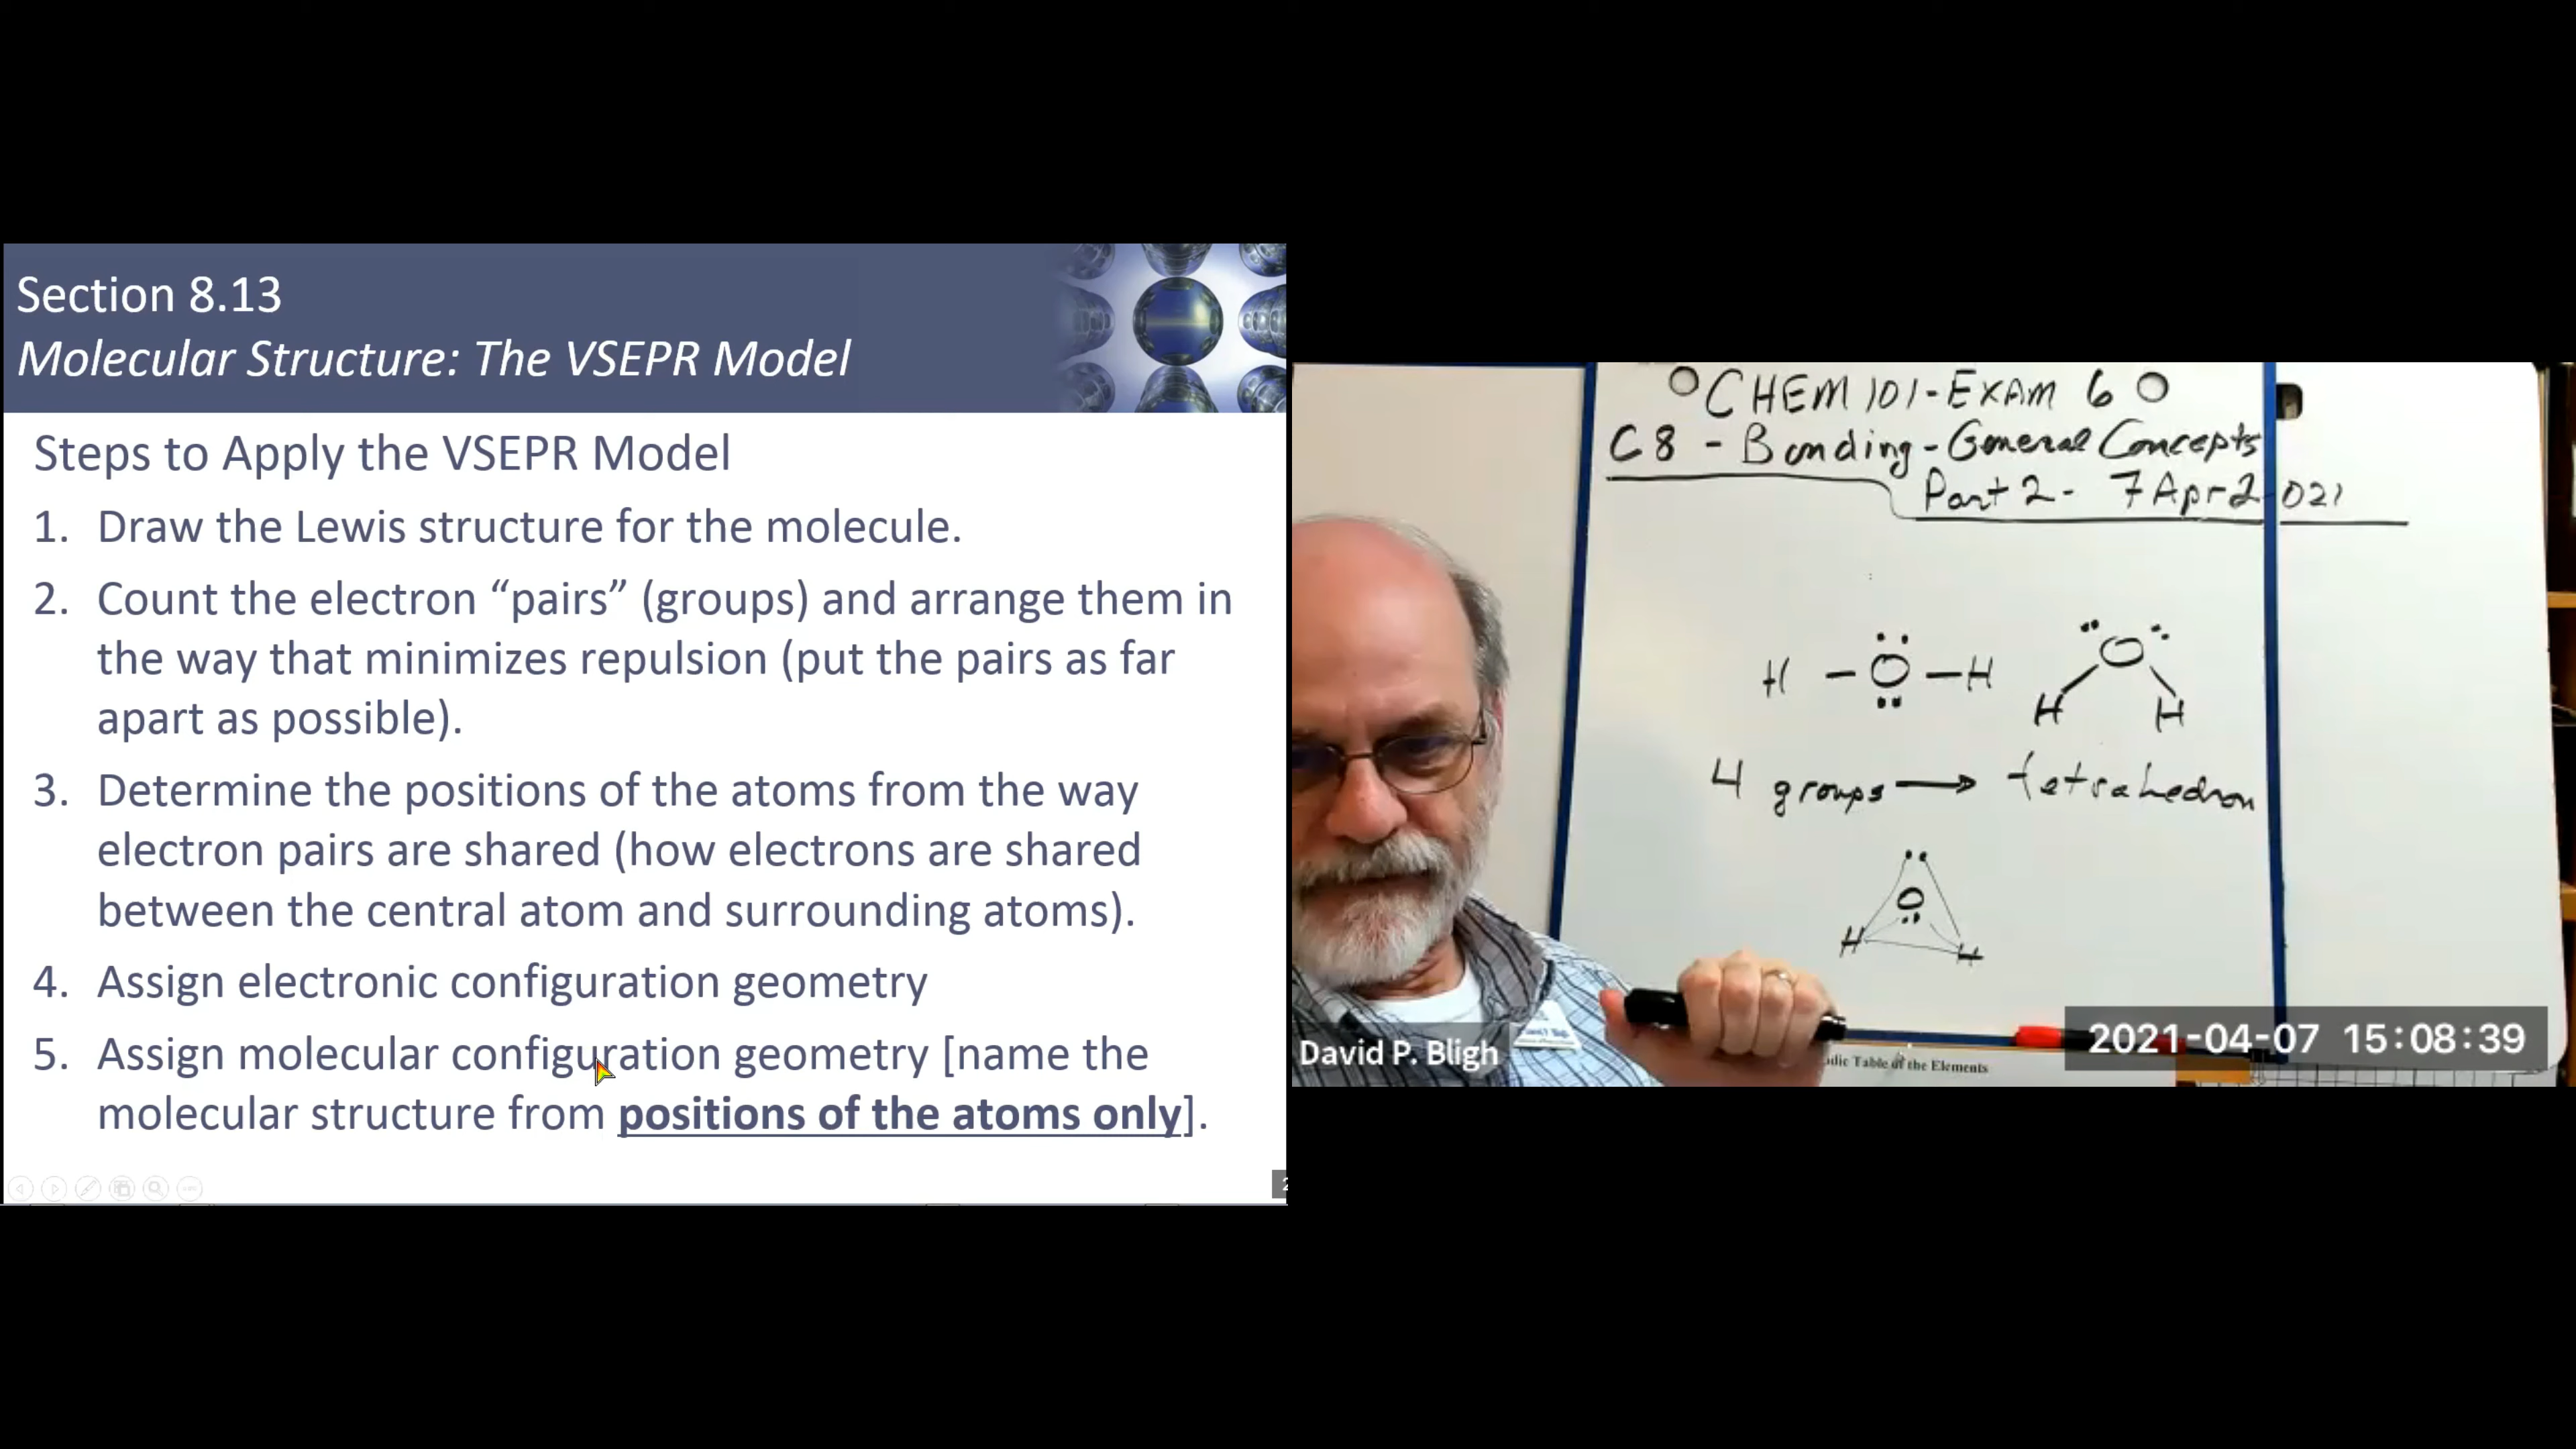 Section 8.13
Molecular Structure: The VSEPR Model
Steps to Apply the VSEPR Model
1. Draw the Lewis structure for the molecule.
2. Count the electron “pairs” (groups) and arrange them in
the way that minimizes repulsion (put the pairs as far
apart as possible).
3. Determine the positions of the atoms from the way
electron pairs are shared (how electrons are shared
between the central atom and surrounding atoms).
4. Assign electronic configuration geometry
5. Assign molecular configuration geometry [name the
molecular structure from positions of the atoms only].
2
CHEM 101-EXAM 6
C8 - Bonding - General Concepts
Part 2 - 7 Apr 2021
H - O - H
O
H H
4 groups → tetrahedron
O
H H
David P. Bligh
2021-04-07 15:08:39
Table of the Elements